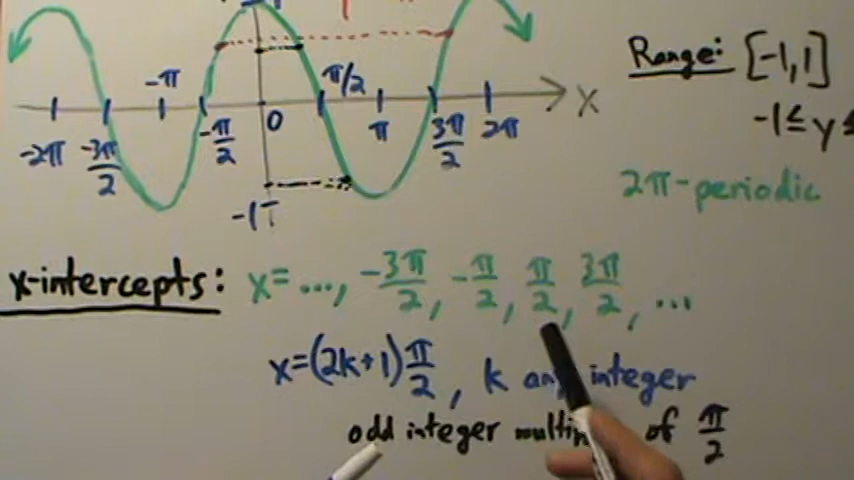 Range: [-1,1]
-1≤y≤
2π-periodic
-2π -3π/2 -π -π/2 0 π/2 π 3π/2 2π x
-1
x-intercepts: x=..., -3π/2, -π/2, π/2, 3π/2, ...
x=(2k+1)π/2, k any integer
odd integer of π/2